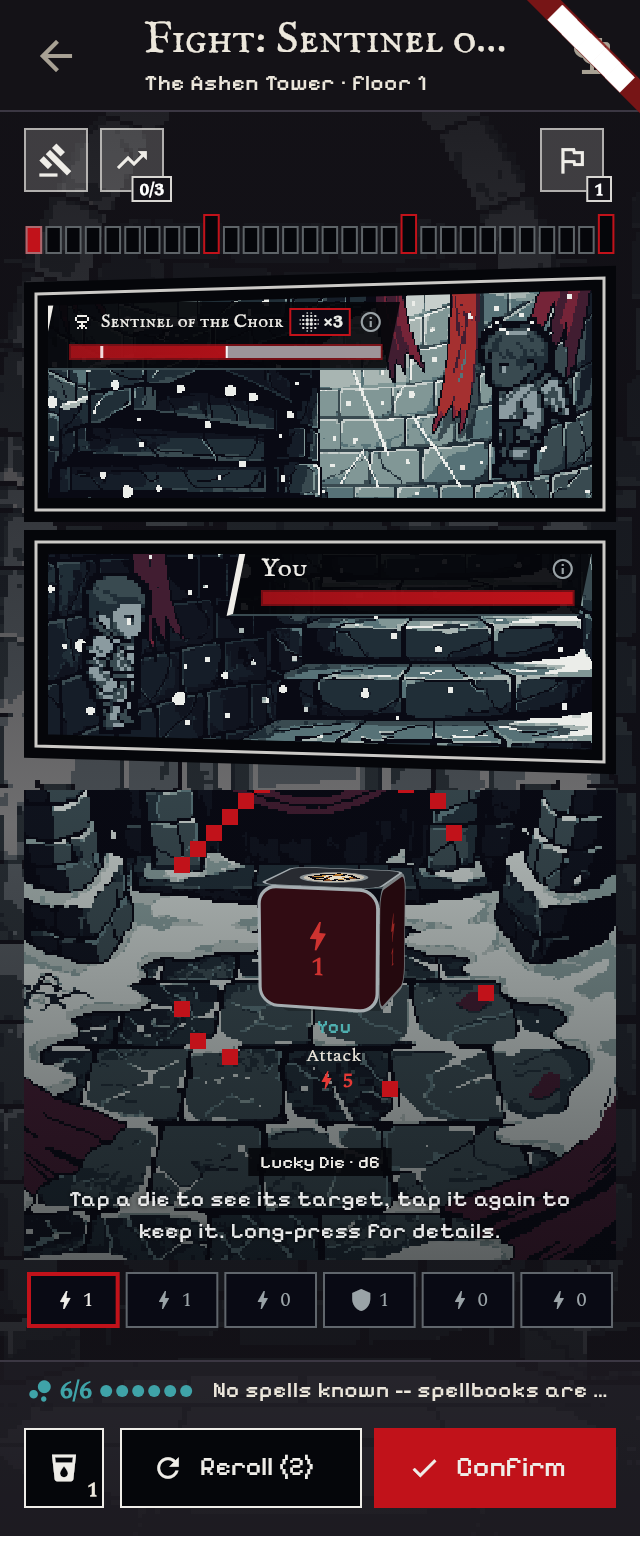 Fight: Sentinel o...
The Ashen Tower · Floor 1
0/3
1
Sentinel of the Choir ×3
You
1
You
Attack
5
Lucky Die · d6
Tap a die to see its target, tap it again to
keep it. Long-press for details.
1 1 0 1 0 0
6/6 No spells known -- spellbooks are ...
1 Reroll (2) Confirm